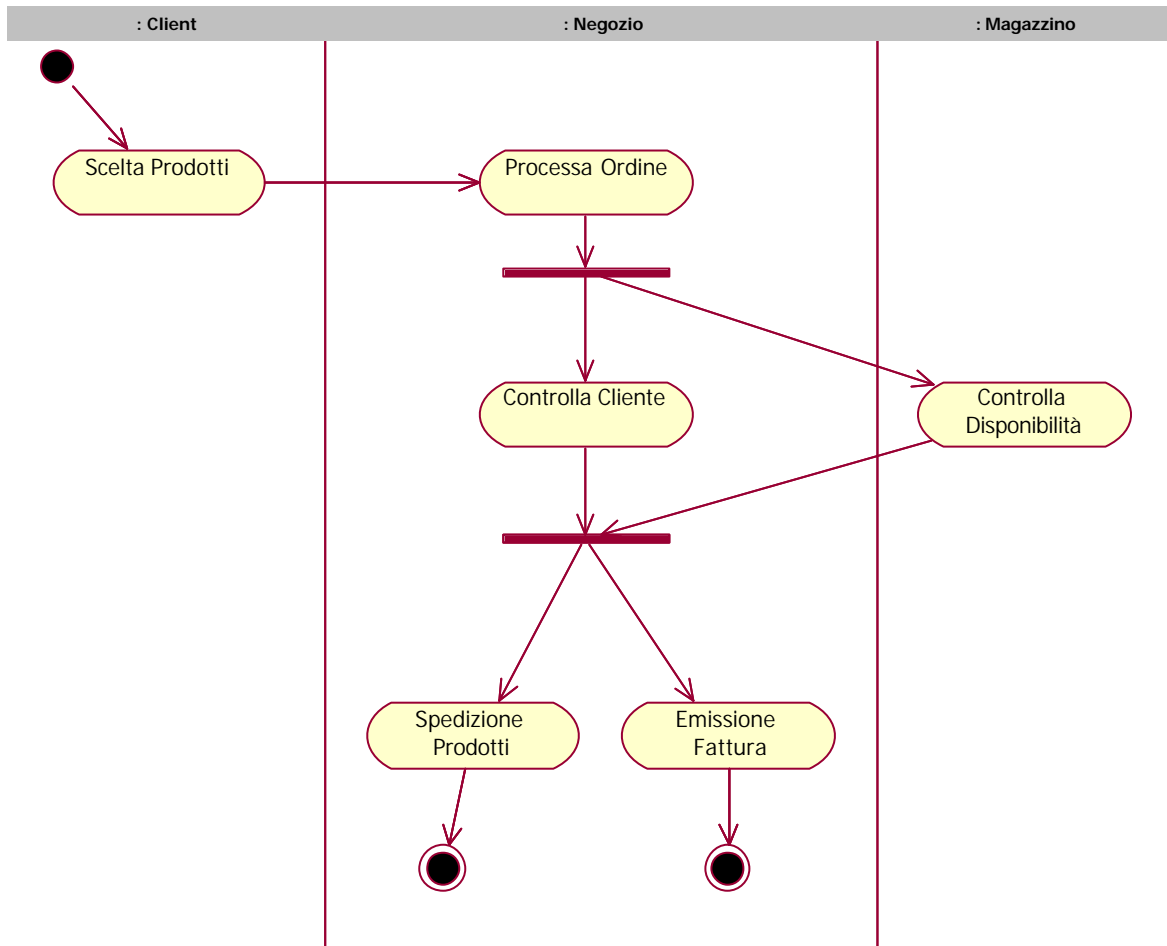 : Client
: Negozio
: Magazzino
Scelta Prodotti
Processa Ordine
Controlla Cliente
Controlla
Disponibilità
Spedizione
Prodotti
Emissione
Fattura